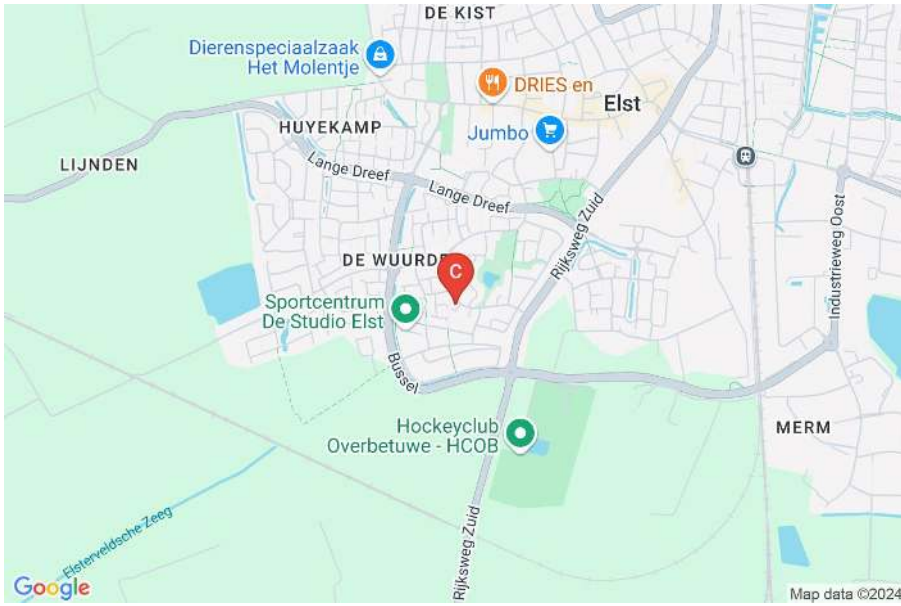 DE KIST
Dierenspeciaalzaak
Het Molentje
DRIES en
Elst
Jumbo
HUYEKAMP
LIJNDEN
Lange Dreef
Lange Dreef
Rijksweg Zuid
Industrieweg Oost
DE WUURDE
C
Sportcentrum
De Studio Elst
Bussel
Hockeyclub
Overbetuwe - HCOB
MERM
Elsterveldsche Zeeg
Rijksweg Zuid
Google
Map data ©2024